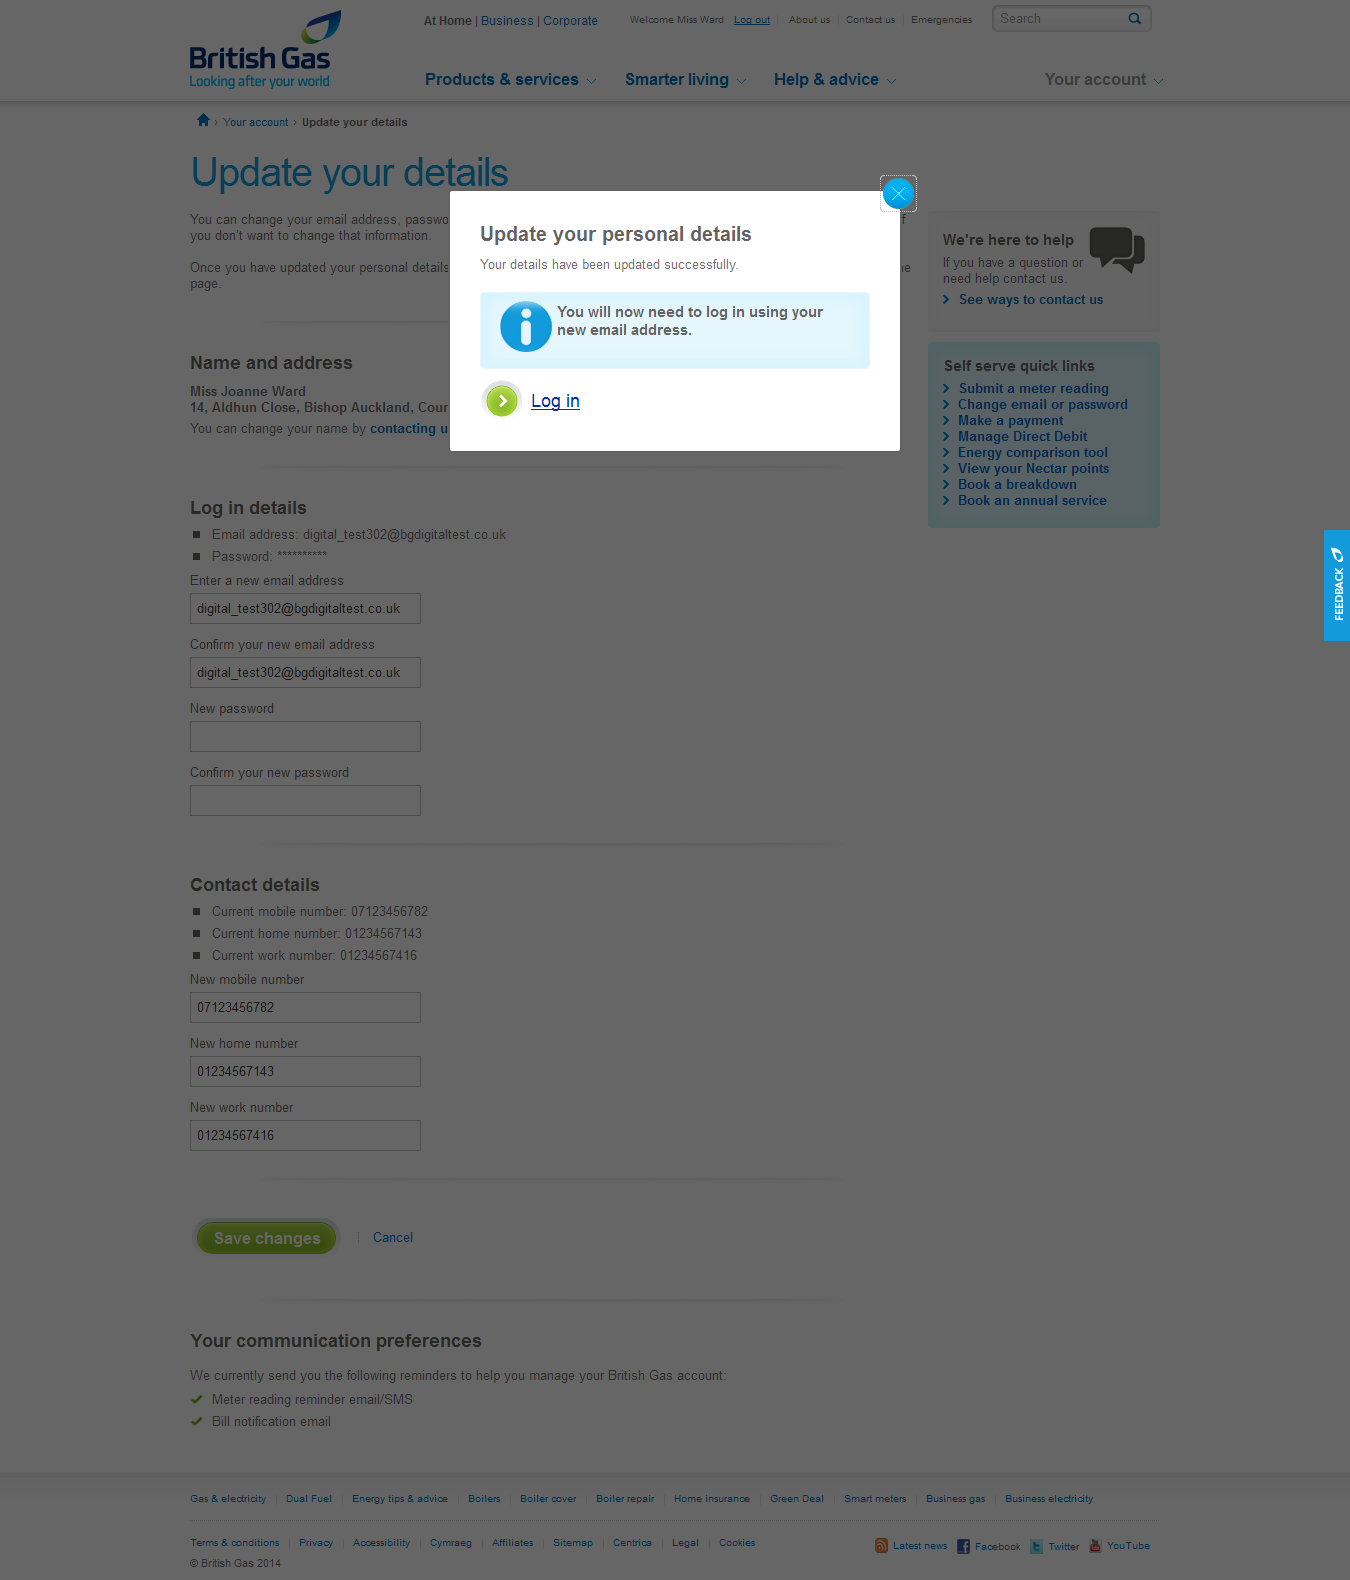 At Home | Business | Corporate
Welcome Miss Ward Log out About us Contact us Emergencies
Search
British Gas
Looking after your world
Products & services Smarter living Help & advice Your account
› Your account › Update your details
Update your details
You can change your email address, passwo
f
you don't want to change that information.
Once you have updated your personal details
e
page.
Update your personal details
Your details have been updated successfully.
You will now need to log in using your
new email address.
Log in
We're here to help
If you have a question or
need help contact us.
See ways to contact us
Self serve quick links
Submit a meter reading
Change email or password
Make a payment
Manage Direct Debit
Energy comparison tool
View your Nectar points
Book a breakdown
Book an annual service
FEEDBACK
Name and address
Miss Joanne Ward
14, Aldhun Close, Bishop Auckland, Cour
You can change your name by contacting u
Log in details
Email address: digital_test302@bgdigitaltest.co.uk
Password: **********
Enter a new email address
digital_test302@bgdigitaltest.co.uk
Confirm your new email address
digital_test302@bgdigitaltest.co.uk
New password
Confirm your new password
Contact details
Current mobile number: 07123456782
Current home number: 01234567143
Current work number: 01234567416
New mobile number
07123456782
New home number
01234567143
New work number
01234567416
Save changes Cancel
Your communication preferences
We currently send you the following reminders to help you manage your British Gas account:
Meter reading reminder email/SMS
Bill notification email
Gas & electricity Dual Fuel Energy tips & advice Boilers Boiler cover Boiler repair Home insurance Green Deal Smart meters Business gas Business electricity
Terms & conditions Privacy Accessibility Cymraeg Affiliates Sitemap Centrica Legal Cookies
Latest news Facebook Twitter YouTube
© British Gas 2014